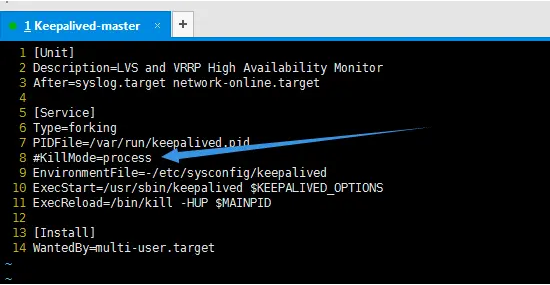 1 Keepalived-master × +
1 [Unit]
2 Description=LVS and VRRP High Availability Monitor
3 After=syslog.target network-online.target
4
5 [Service]
6 Type=forking
7 PIDFile=/var/run/keepalived.pid
8 #KillMode=process
9 EnvironmentFile=-/etc/sysconfig/keepalived
10 ExecStart=/usr/sbin/keepalived $KEEPALIVED_OPTIONS
11 ExecReload=/bin/kill -HUP $MAINPID
12
13 [Install]
14 WantedBy=multi-user.target
~
~